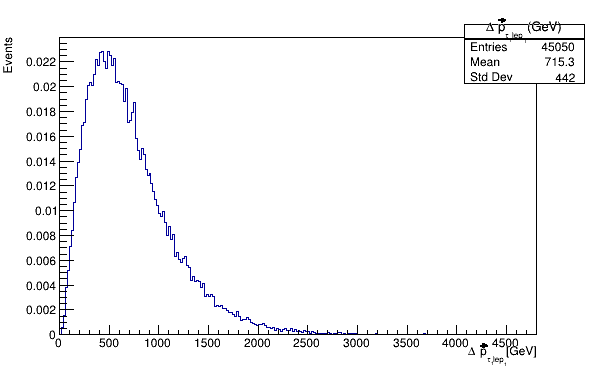 Δ p⃗ τ₁lep₁ (GeV)
Entries 45050
Mean 715.3
Std Dev 442
Events
0.022
0.02
0.018
0.016
0.014
0.012
0.01
0.008
0.006
0.004
0.002
0
0 500 1000 1500 2000 2500 3000 3500 4000 4500
Δ p⃗ τ₁lep₁ [GeV]